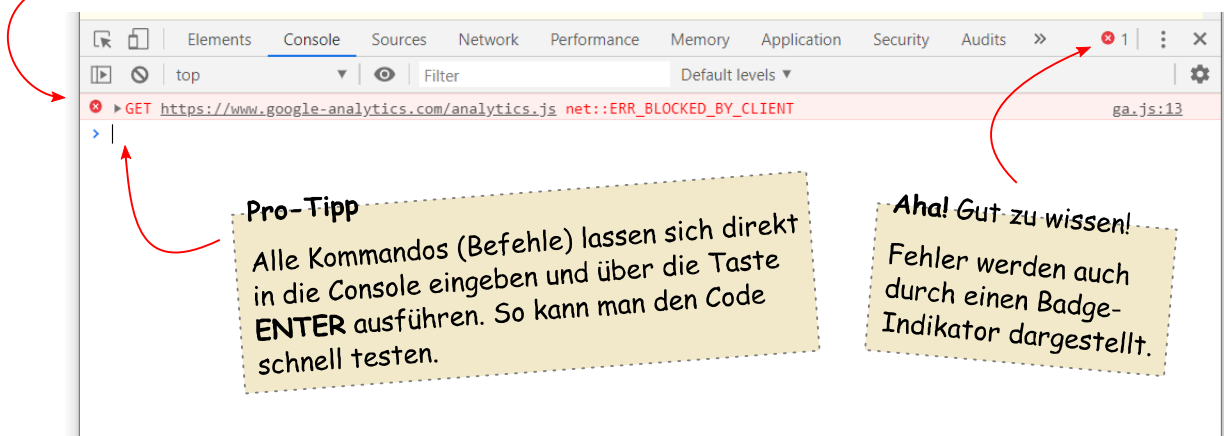 Elements Console Sources Network Performance Memory Application Security Audits » 1
top ▼ Filter Default levels ▼
▶GET https://www.google-analytics.com/analytics.js net::ERR_BLOCKED_BY_CLIENT ga.js:13
>
Pro-Tipp
Alle Kommandos (Befehle) lassen sich direkt
in die Console eingeben und über die Taste
ENTER ausführen. So kann man den Code
schnell testen.
Aha! Gut zu wissen!
Fehler werden auch
durch einen Badge-
Indikator dargestellt.